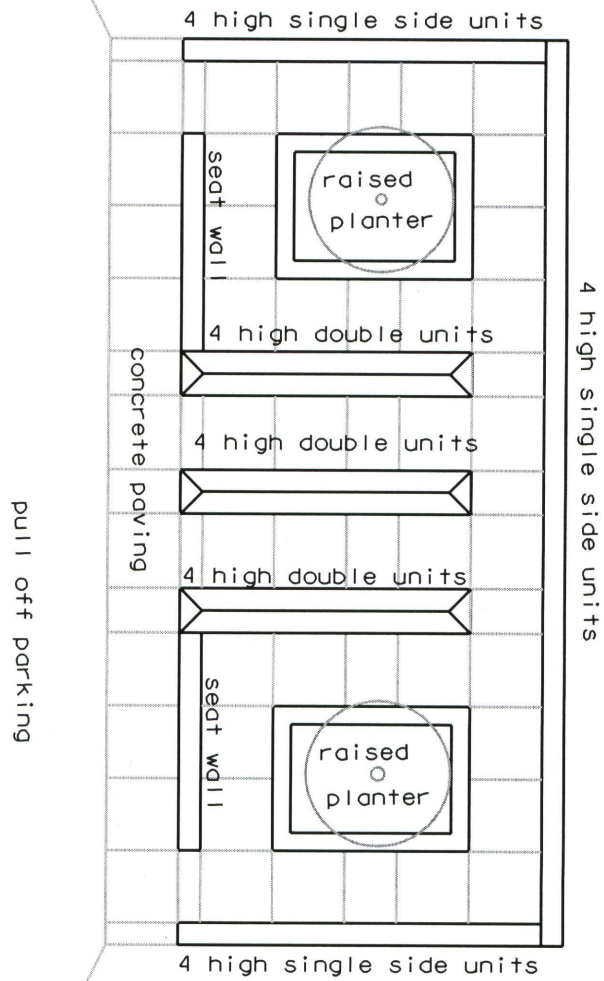 4 high single side units
raised
planter
seat wall
4 high single side units
4 high double units
concrete paving
4 high double units
pull off parking
4 high double units
seat wall
raised
planter
4 high single side units